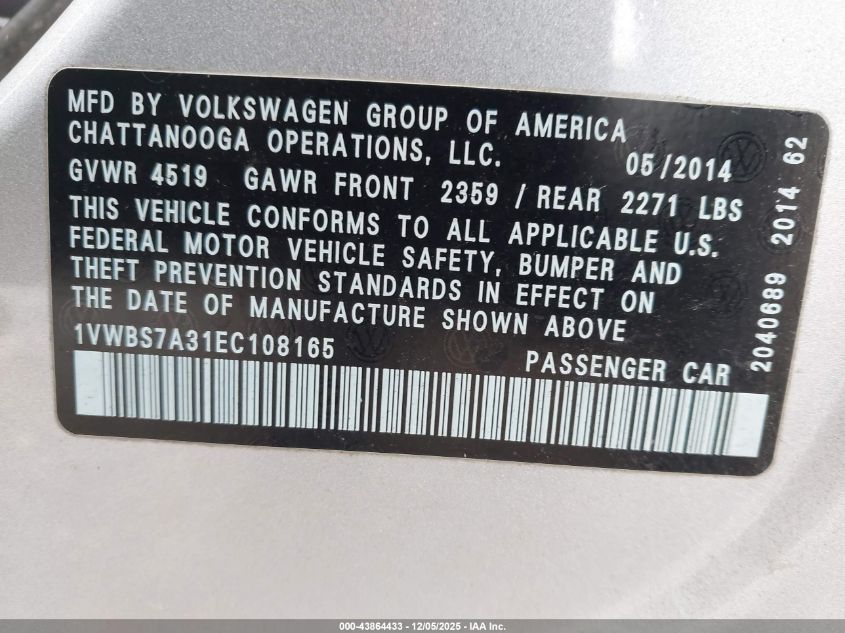 MFD BY VOLKSWAGEN GROUP OF AMERICA
CHATTANOOGA OPERATIONS, LLC. 05/2014
GVWR 4519 GAWR FRONT 2359 / REAR 2271 LBS
THIS VEHICLE CONFORMS TO ALL APPLICABLE U.S.
FEDERAL MOTOR VEHICLE SAFETY, BUMPER AND
THEFT PREVENTION STANDARDS IN EFFECT ON
THE DATE OF MANUFACTURE SHOWN ABOVE
1VWBS7A31EC108165 PASSENGER CAR
2040689 2014 62
000-43864433 - 12/05/2025 - IAA Inc.